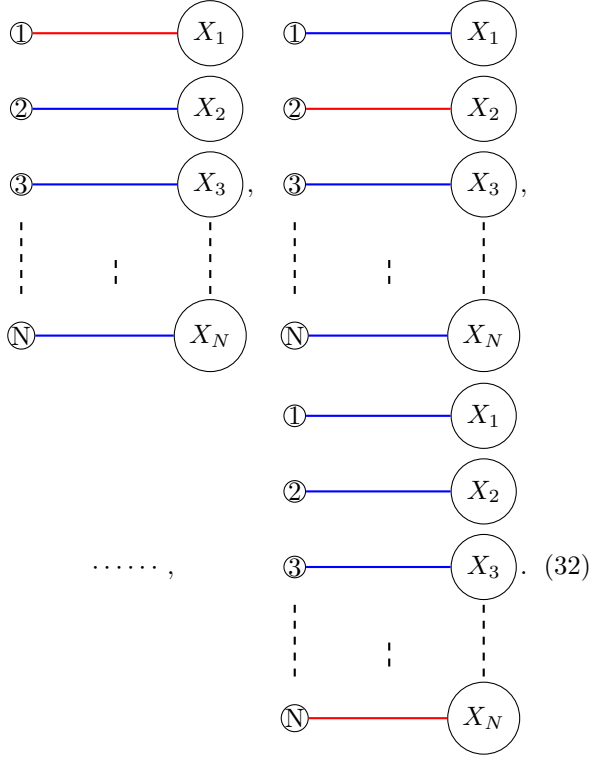 1 X_1 1 X_1
2 X_2 2 X_2
3 X_3 , 3 X_3 ,
N X_N N X_N
1 X_1
2 X_2
······ , 3 X_3 . (32)
N X_N